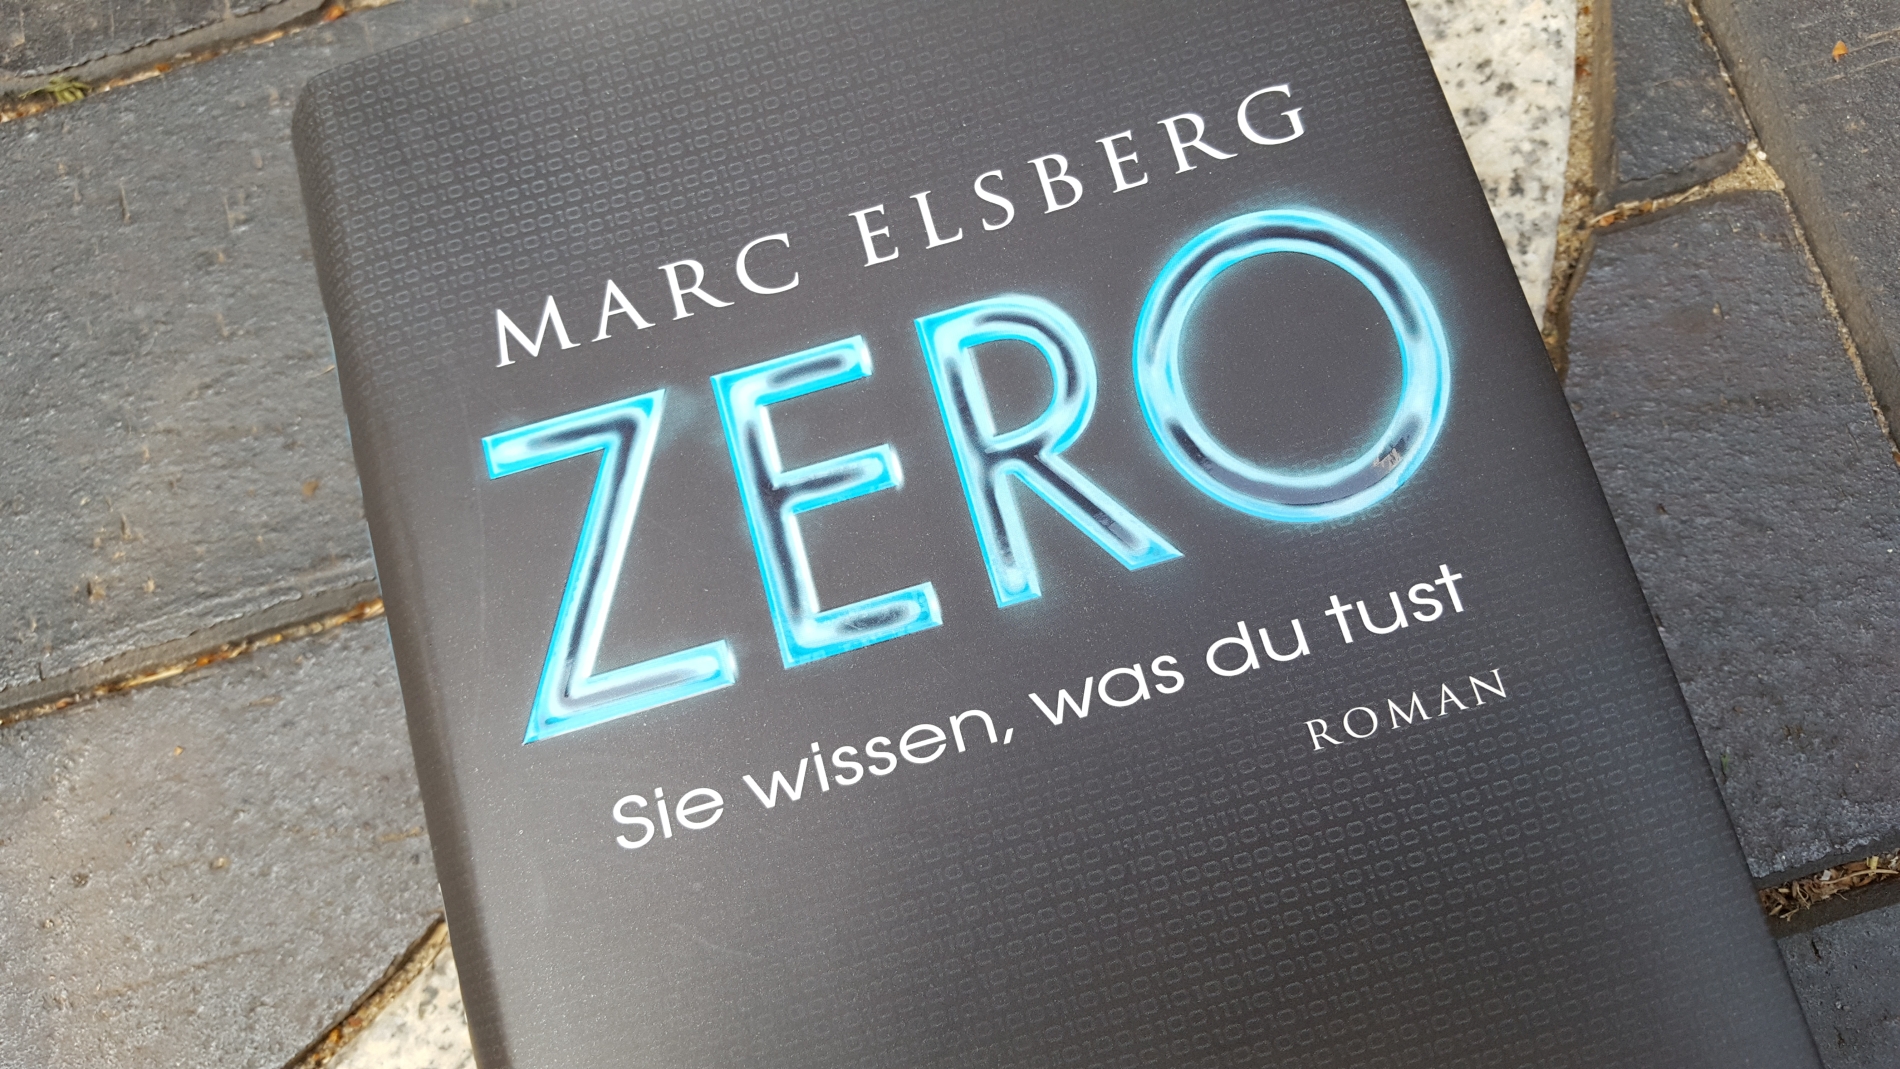 MARC ELSBERG
ZERO
Sie wissen, was du tust
ROMAN